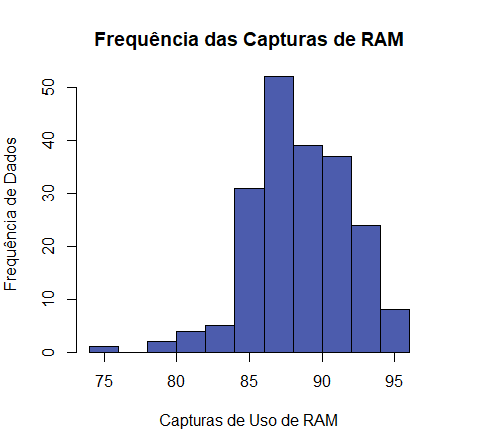 Frequência das Capturas de RAM
Frequência de Dados
50
40
30
20
10
0
75 80 85 90 95
Capturas de Uso de RAM